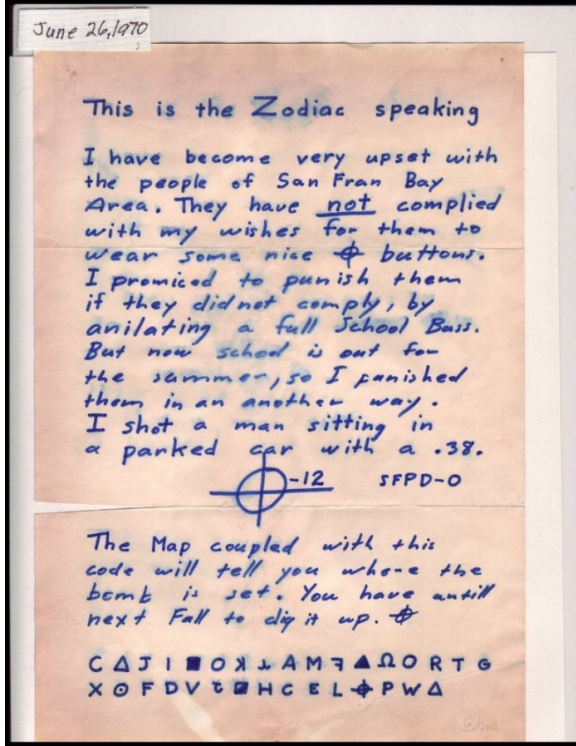 June 26, 1970
This is the Zodiac speaking
I have become very upset with
the people of San Fran Bay
Area. They have not complied
with my wishes for them to
wear some nice ⌖ buttons.
I promiced to punish them
if they did not comply, by
anilating a full School Buss.
But now school is out for
the summer, so I punished
them in an another way.
I shot a man sitting in
a parked car with a .38.
⌖-12 SFPD-0
The Map coupled with this
code will tell you where the
bomb is set. You have untill
next Fall to dig it up. ⌖
C Δ J I ■ O ꓘ ⅄ A M ꟻ ▲ Ω O R T G
X ⊙ F D V Ƨ ◪ H C E L ⌖ P W Δ